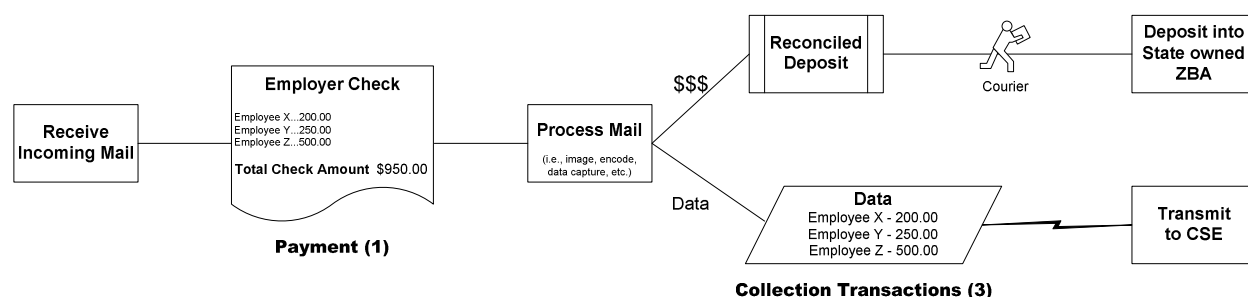 Receive
Incoming Mail
Employer Check
Employee X...200.00
Employee Y...250.00
Employee Z...500.00
Total Check Amount $950.00
Payment (1)
Process Mail
(i.e., image, encode,
data capture, etc.)
$$$
Reconciled
Deposit
Courier
Deposit into
State owned
ZBA
Data
Data
Employee X - 200.00
Employee Y - 250.00
Employee Z - 500.00
Collection Transactions (3)
Transmit
to CSE